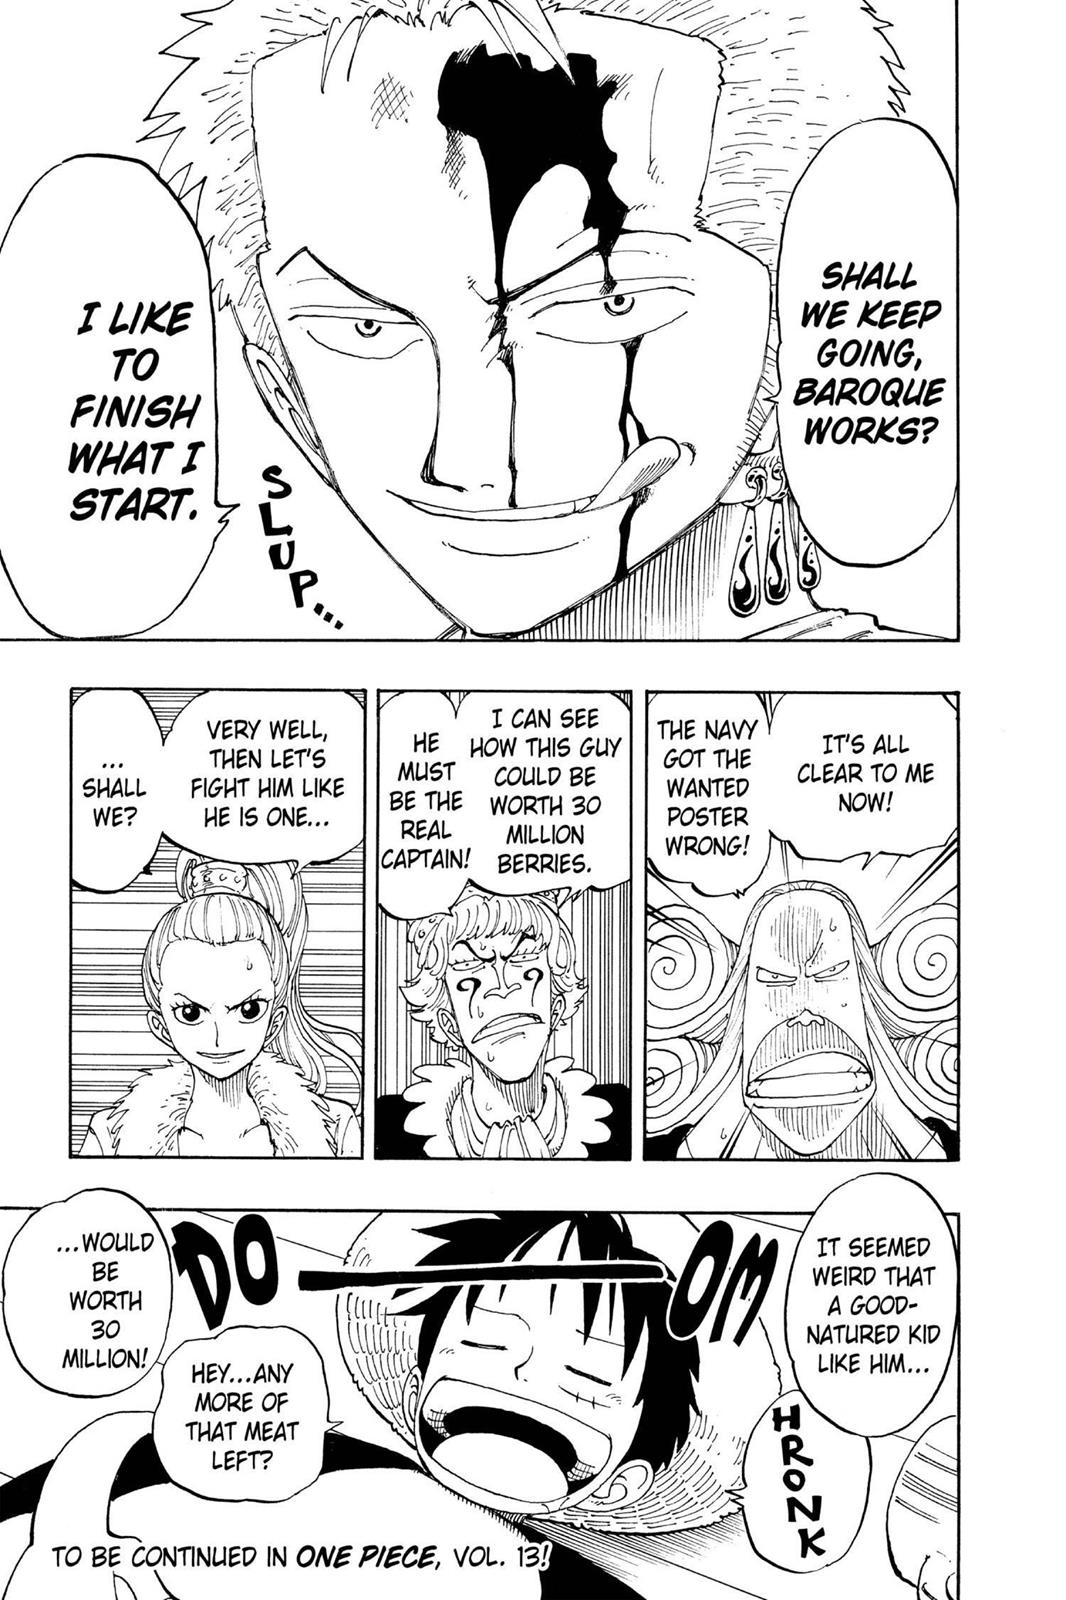 SHALL
WE KEEP
GOING,
BAROQUE
WORKS?
I LIKE
TO
FINISH
WHAT I
START.
SLUP...
IT'S ALL
CLEAR TO ME
NOW!
THE NAVY
GOT THE
WANTED
POSTER
WRONG!
I CAN SEE
HOW THIS GUY
COULD BE
WORTH 30
MILLION
BERRIES.
HE
MUST
BE THE
REAL
CAPTAIN!
VERY WELL,
THEN LET'S
FIGHT HIM LIKE
HE IS ONE...
...
SHALL
WE?
IT SEEMED
WEIRD THAT
A GOOD-
NATURED KID
LIKE HIM...
...WOULD
BE
WORTH
30
MILLION!
DO—OM
HEY...ANY
MORE OF
THAT MEAT
LEFT?
HRONK
TO BE CONTINUED IN ONE PIECE, VOL. 13!